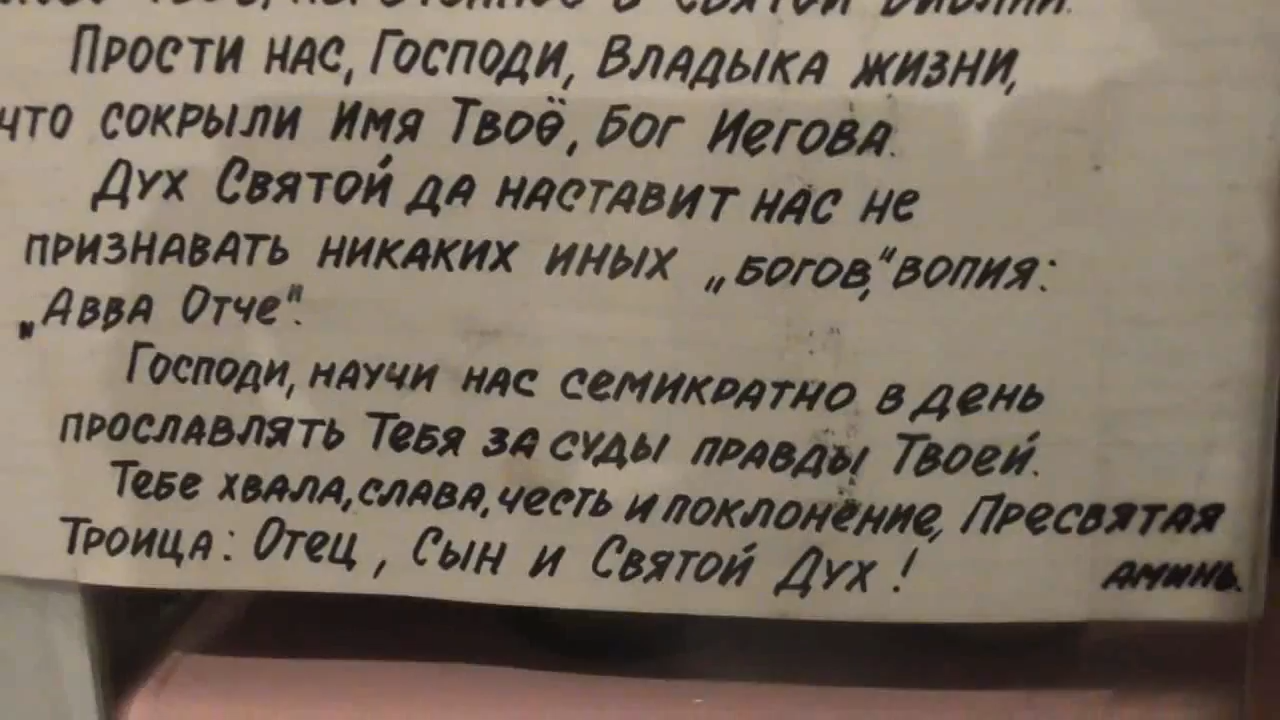 в Святой Библии.
Прости нас, Господи, Владыка жизни,
что сокрыли Имя Твоё, Бог Иегова.
Дух Святой да наставит нас не
признавать никаких иных „богов,“ вопия:
„Авва Отче".
Господи, научи нас семикратно в день
прославлять Тебя за суды правды Твоей.
Тебе хвала, слава, честь и поклонение, Пресвятая
Троица: Отец, Сын и Святой Дух!
аминь.